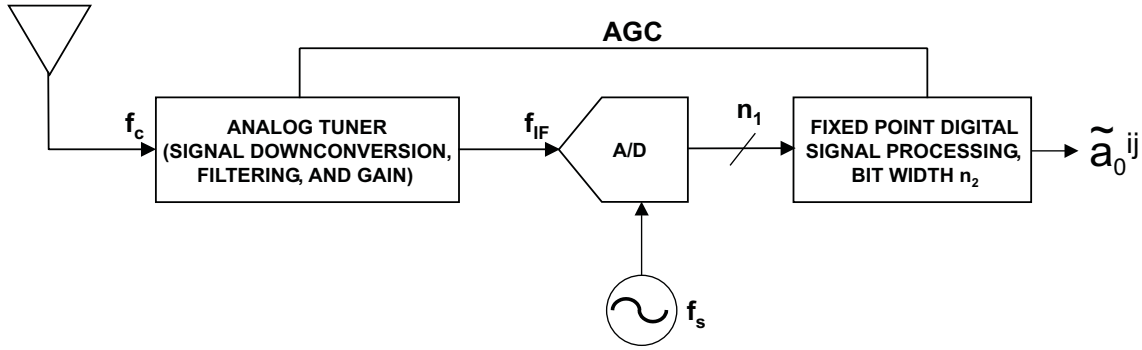 AGC
f_c
ANALOG TUNER
(SIGNAL DOWNCONVERSION,
FILTERING, AND GAIN)
f_IF
A/D
n_1
FIXED POINT DIGITAL
SIGNAL PROCESSING,
BIT WIDTH n_2
ã_0^ij
f_s